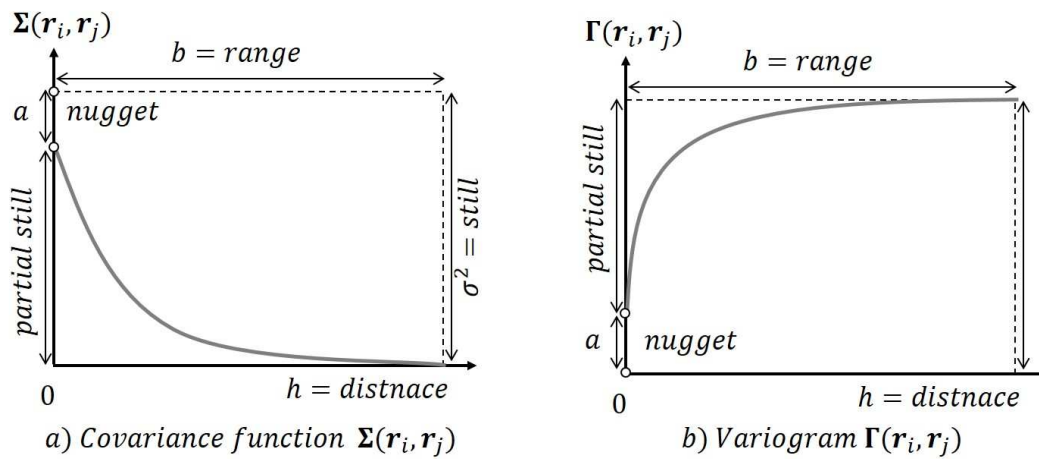 Σ(r_i, r_j)
b = range
a
nugget
partial still
σ² = still
0
h = distnace
a) Covariance function Σ(r_i, r_j)
Γ(r_i, r_j)
b = range
partial still
a
nugget
0
h = distnace
b) Variogram Γ(r_i, r_j)